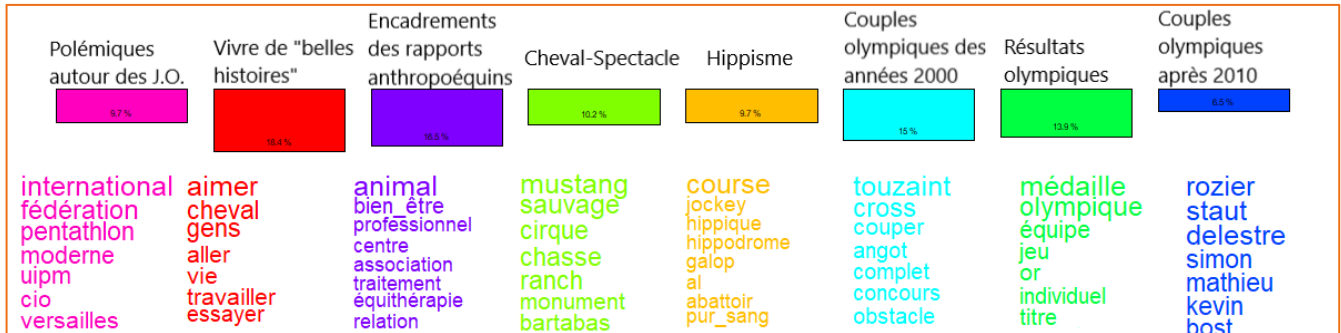 Polémiques
autour des J.O.
9.7 %
international
fédération
pentathlon
moderne
uipm
cio
versailles
Vivre de "belles
histoires"
18.4 %
aimer
cheval
gens
aller
vie
travailler
essayer
Encadrements
des rapports
anthropoéquins
16.5 %
animal
bien_être
professionnel
centre
association
traitement
équithérapie
relation
Cheval-Spectacle
10.2 %
mustang
sauvage
cirque
chasse
ranch
monument
bartabas
Hippisme
9.7 %
course
jockey
hippique
hippodrome
galop
al
abattoir
pur_sang
Couples
olympiques des
années 2000
15 %
touzaint
cross
couper
angot
complet
concours
obstacle
Résultats
olympiques
13.9 %
médaille
olympique
équipe
jeu
or
individuel
titre
Couples
olympiques
après 2010
6.5 %
rozier
staut
delestre
simon
mathieu
kevin
bost